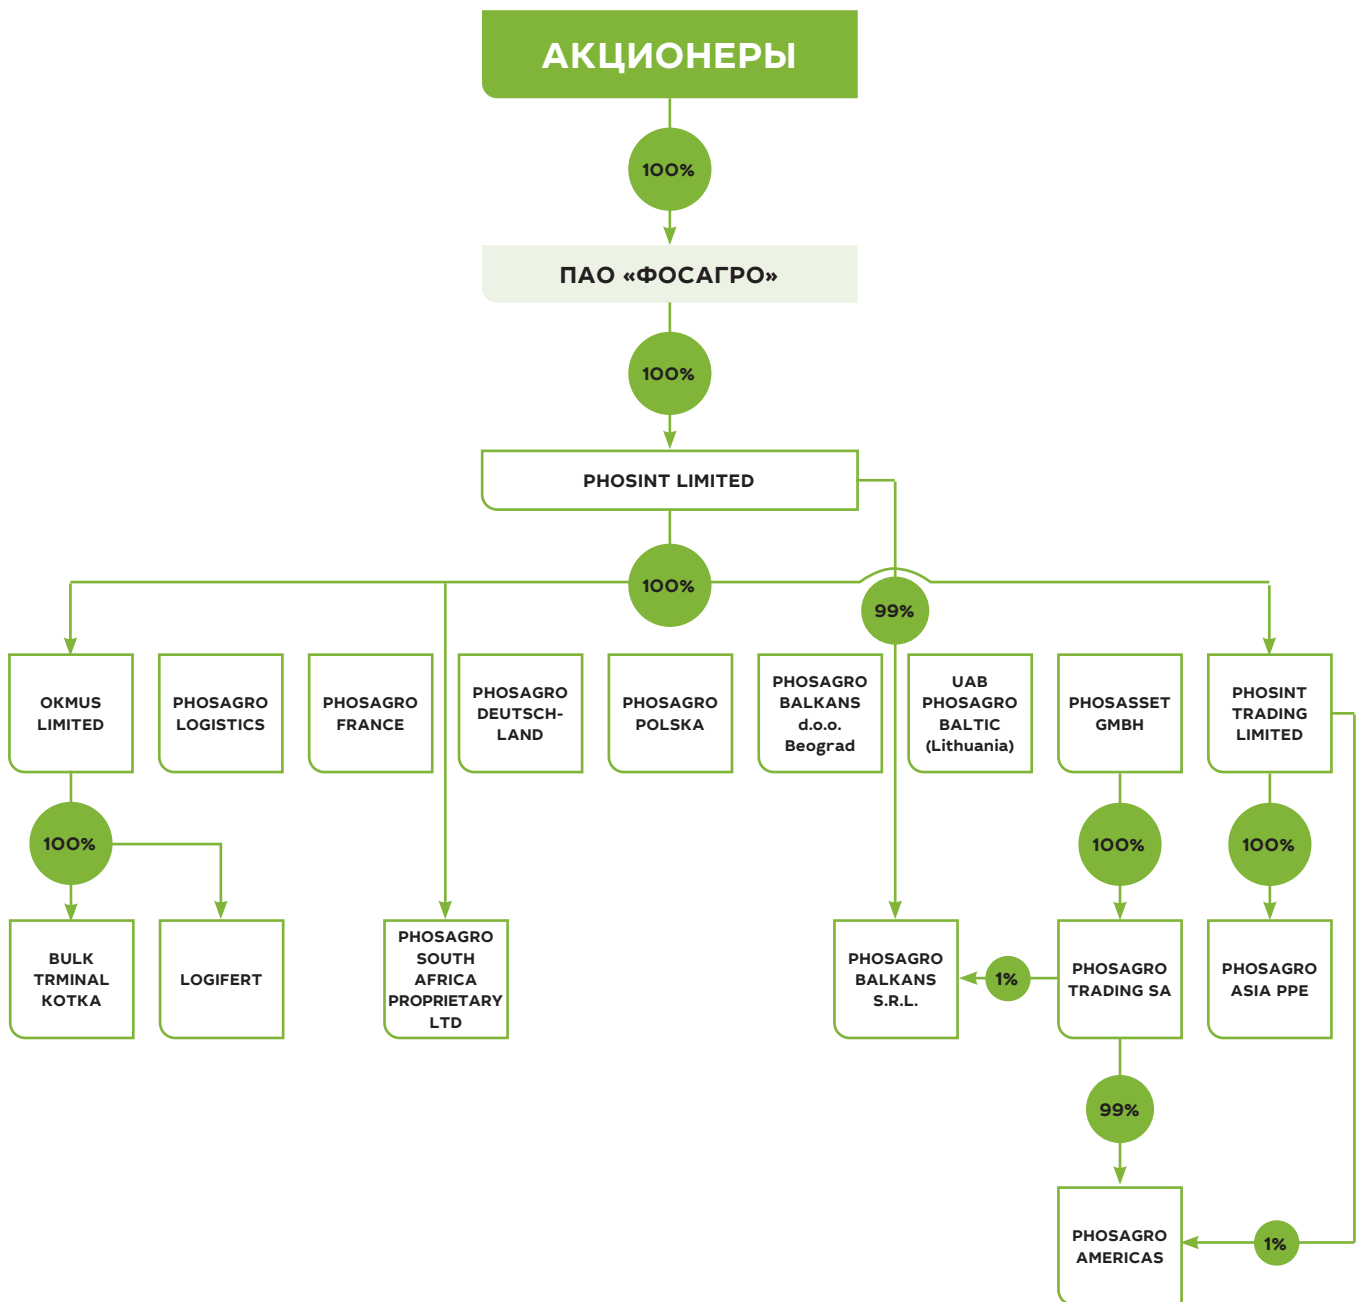 АКЦИОНЕРЫ
100%
ПАО «ФОСАГРО»
100%
PHOSINT LIMITED
100%
99%
OKMUS
LIMITED
PHOSAGRO
LOGISTICS
PHOSAGRO
FRANCE
PHOSAGRO
DEUTSCH-
LAND
PHOSAGRO
POLSKA
PHOSAGRO
BALKANS
d.o.o.
Beograd
UAB
PHOSAGRO
BALTIC
(Lithuania)
PHOSASSET
GMBH
PHOSINT
TRADING
LIMITED
100%
100%
100%
BULK
TRMINAL
KOTKA
LOGIFERT
PHOSAGRO
SOUTH
AFRICA
PROPRIETARY
LTD
PHOSAGRO
BALKANS
S.R.L.
1%
PHOSAGRO
TRADING SA
PHOSAGRO
ASIA PPE
99%
PHOSAGRO
AMERICAS
1%